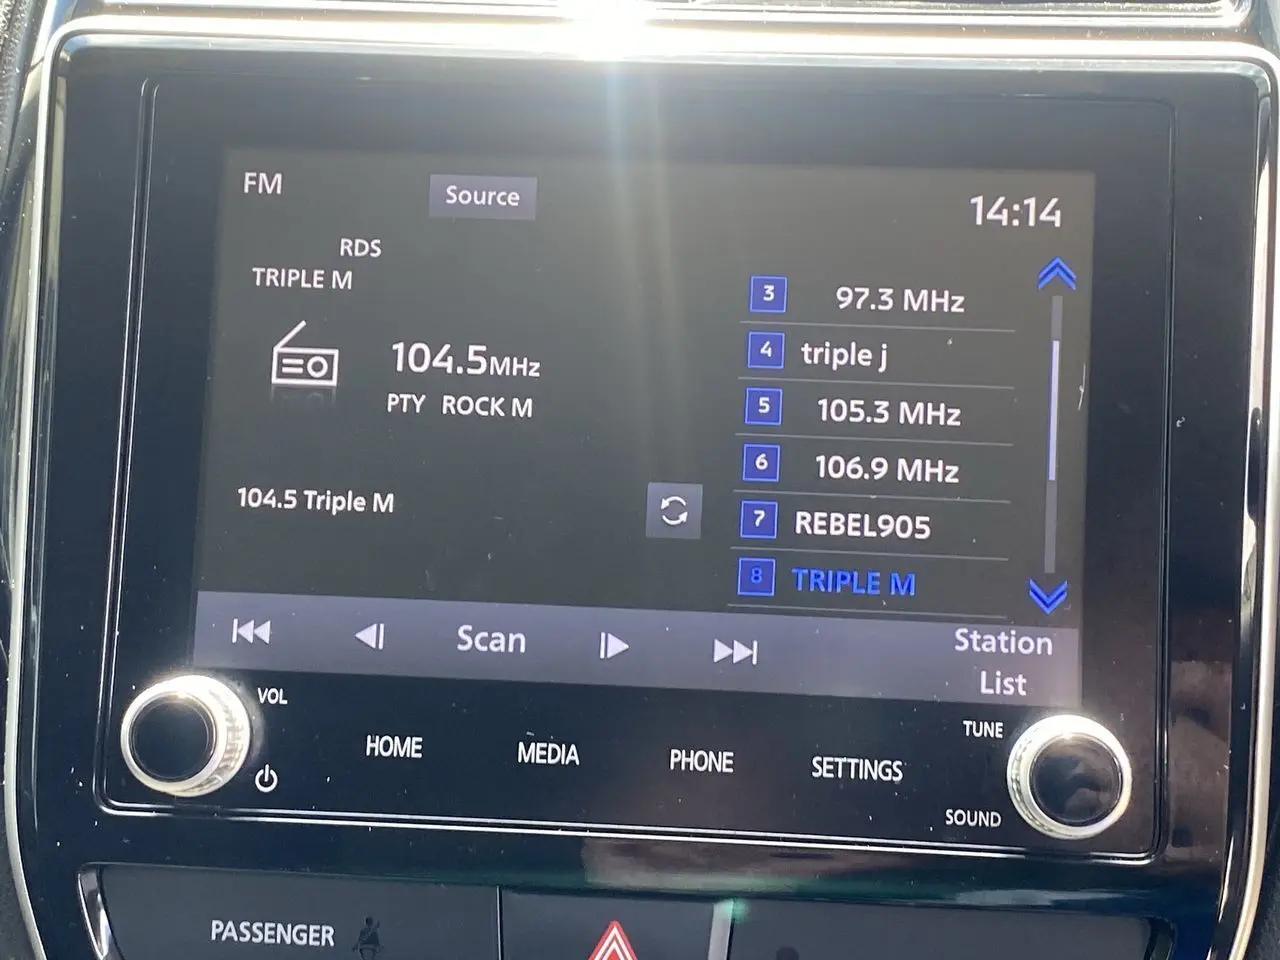 FM
Source
14:14
RDS
TRIPLE M
104.5MHz
PTY ROCK M
104.5 Triple M
3 97.3 MHz
4 triple j
5 105.3 MHz
6 106.9 MHz
7 REBEL905
8 TRIPLE M
Scan
Station
List
VOL
HOME
MEDIA
PHONE
SETTINGS
TUNE
SOUND
PASSENGER